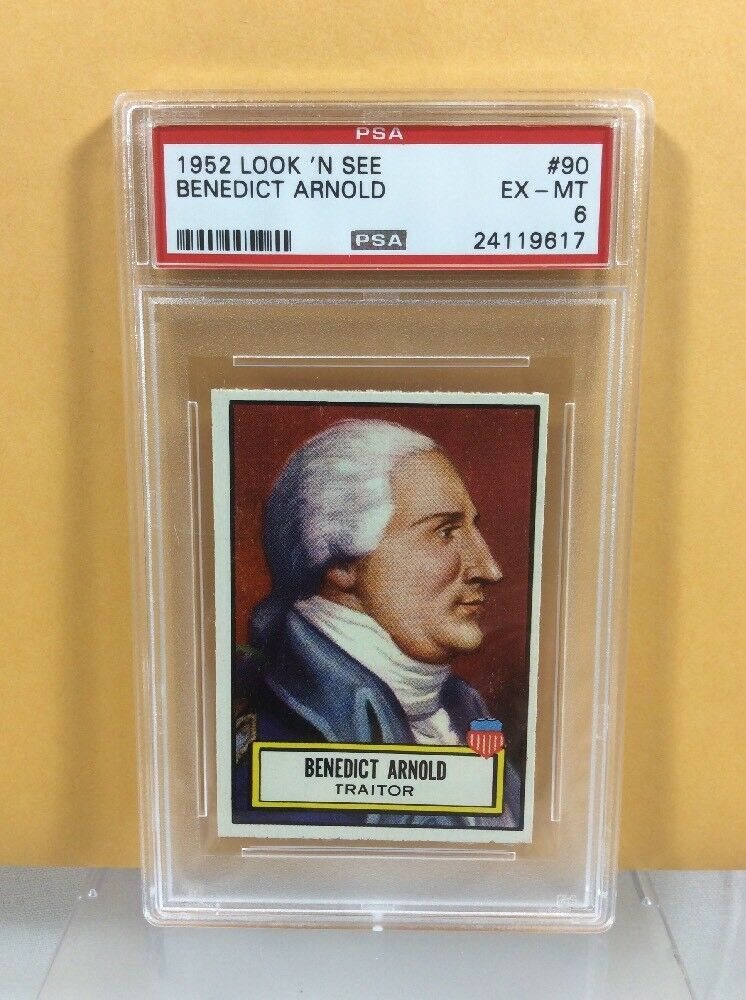 PSA
1952 LOOK 'N SEE #90
BENEDICT ARNOLD EX - MT
6
PSA 24119617
BENEDICT ARNOLD
TRAITOR